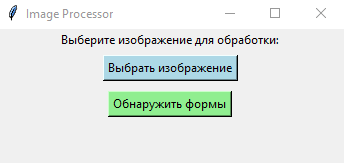 Image Processor
Выберите изображение для обработки:
Выбрать изображение
Обнаружить формы